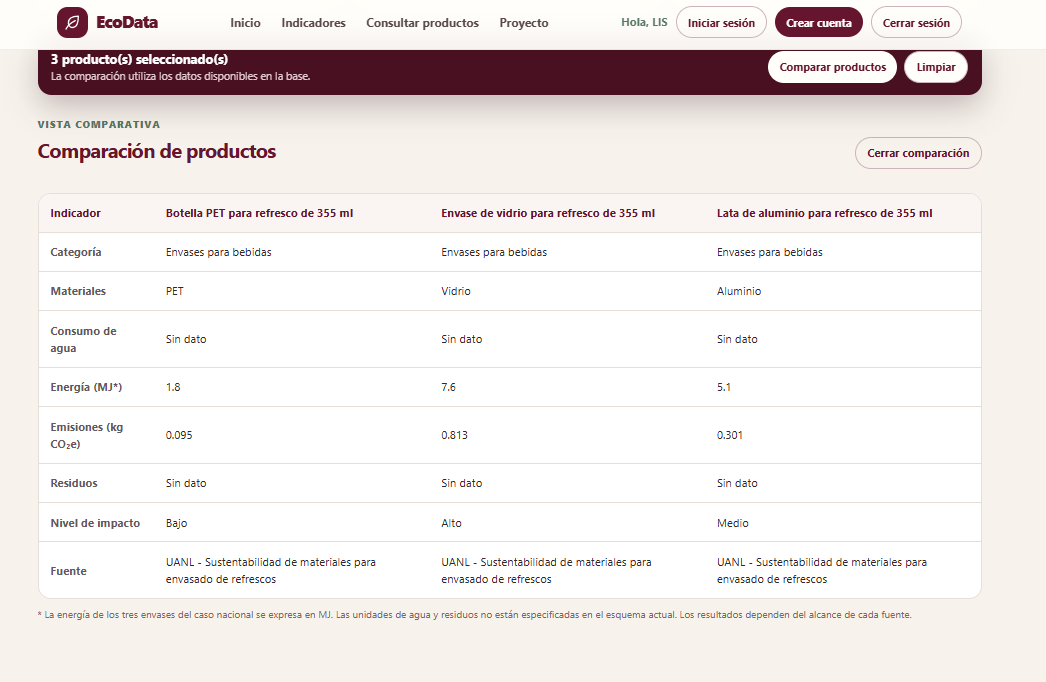 EcoData
Inicio Indicadores Consultar productos Proyecto
Hola, LIS Iniciar sesión Crear cuenta Cerrar sesión
3 producto(s) seleccionado(s)
La comparación utiliza los datos disponibles en la base.
Comparar productos Limpiar
VISTA COMPARATIVA
Comparación de productos
Cerrar comparación
Indicador Botella PET para refresco de 355 ml Envase de vidrio para refresco de 355 ml Lata de aluminio para refresco de 355 ml
Categoría Envases para bebidas Envases para bebidas Envases para bebidas
Materiales PET Vidrio Aluminio
Consumo de
agua Sin dato Sin dato Sin dato
Energía (MJ*) 1.8 7.6 5.1
Emisiones (kg
CO₂e) 0.095 0.813 0.301
Residuos Sin dato Sin dato Sin dato
Nivel de impacto Bajo Alto Medio
Fuente UANL - Sustentabilidad de materiales para UANL - Sustentabilidad de materiales para UANL - Sustentabilidad de materiales para
envasado de refrescos envasado de refrescos envasado de refrescos
* La energía de los tres envases del caso nacional se expresa en MJ. Las unidades de agua y residuos no están especificadas en el esquema actual. Los resultados dependen del alcance de cada fuente.